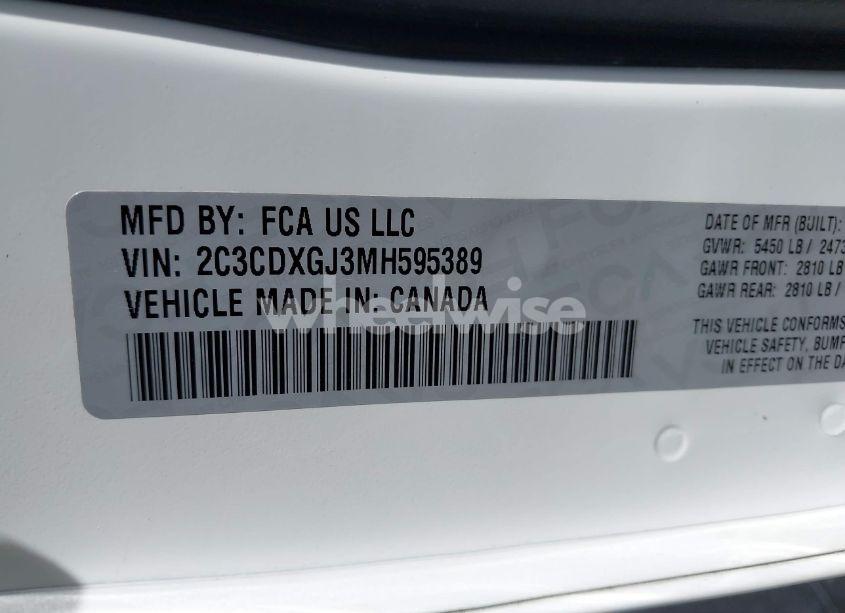 MFD BY: FCA US LLC
VIN: 2C3CDXGJ3MH595389
VEHICLE MADE IN: CANADA
wheelwise
DATE OF MFR (BUILT):
GVWR: 5450 LB / 2473
GAWR FRONT: 2810 LB
GAWR REAR: 2810 LB /
THIS VEHICLE CONFORMS
VEHICLE SAFETY, BUMP
IN EFFECT ON THE DA